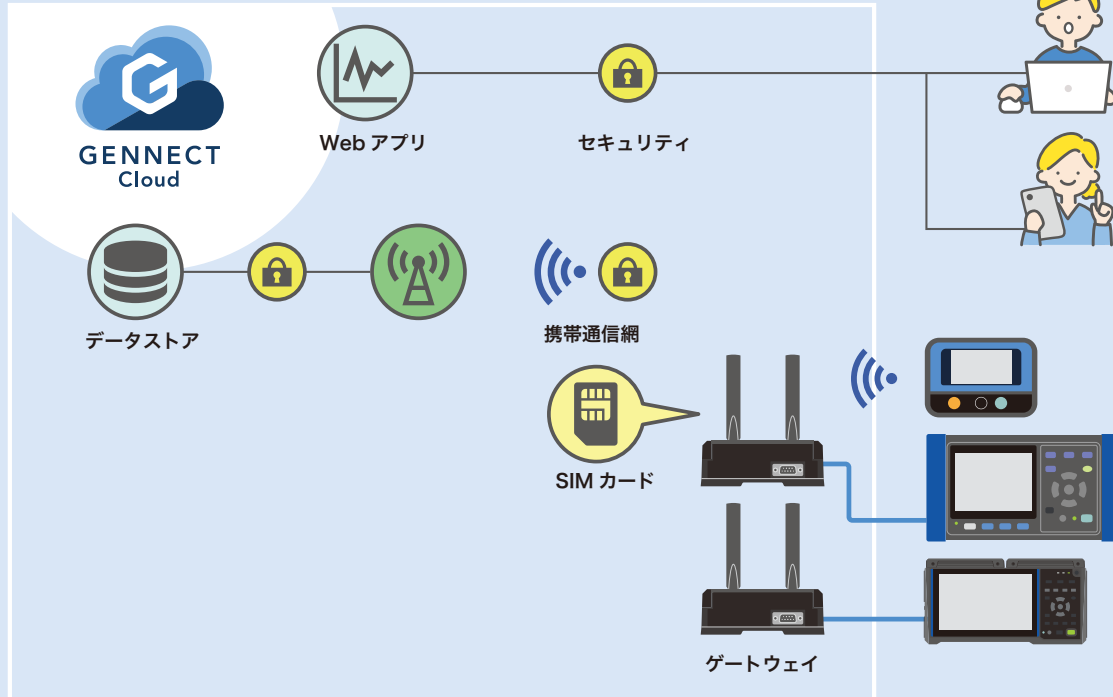 GENNECT
Cloud
Web アプリ
セキュリティ
データストア
携帯通信網
SIM カード
ゲートウェイ